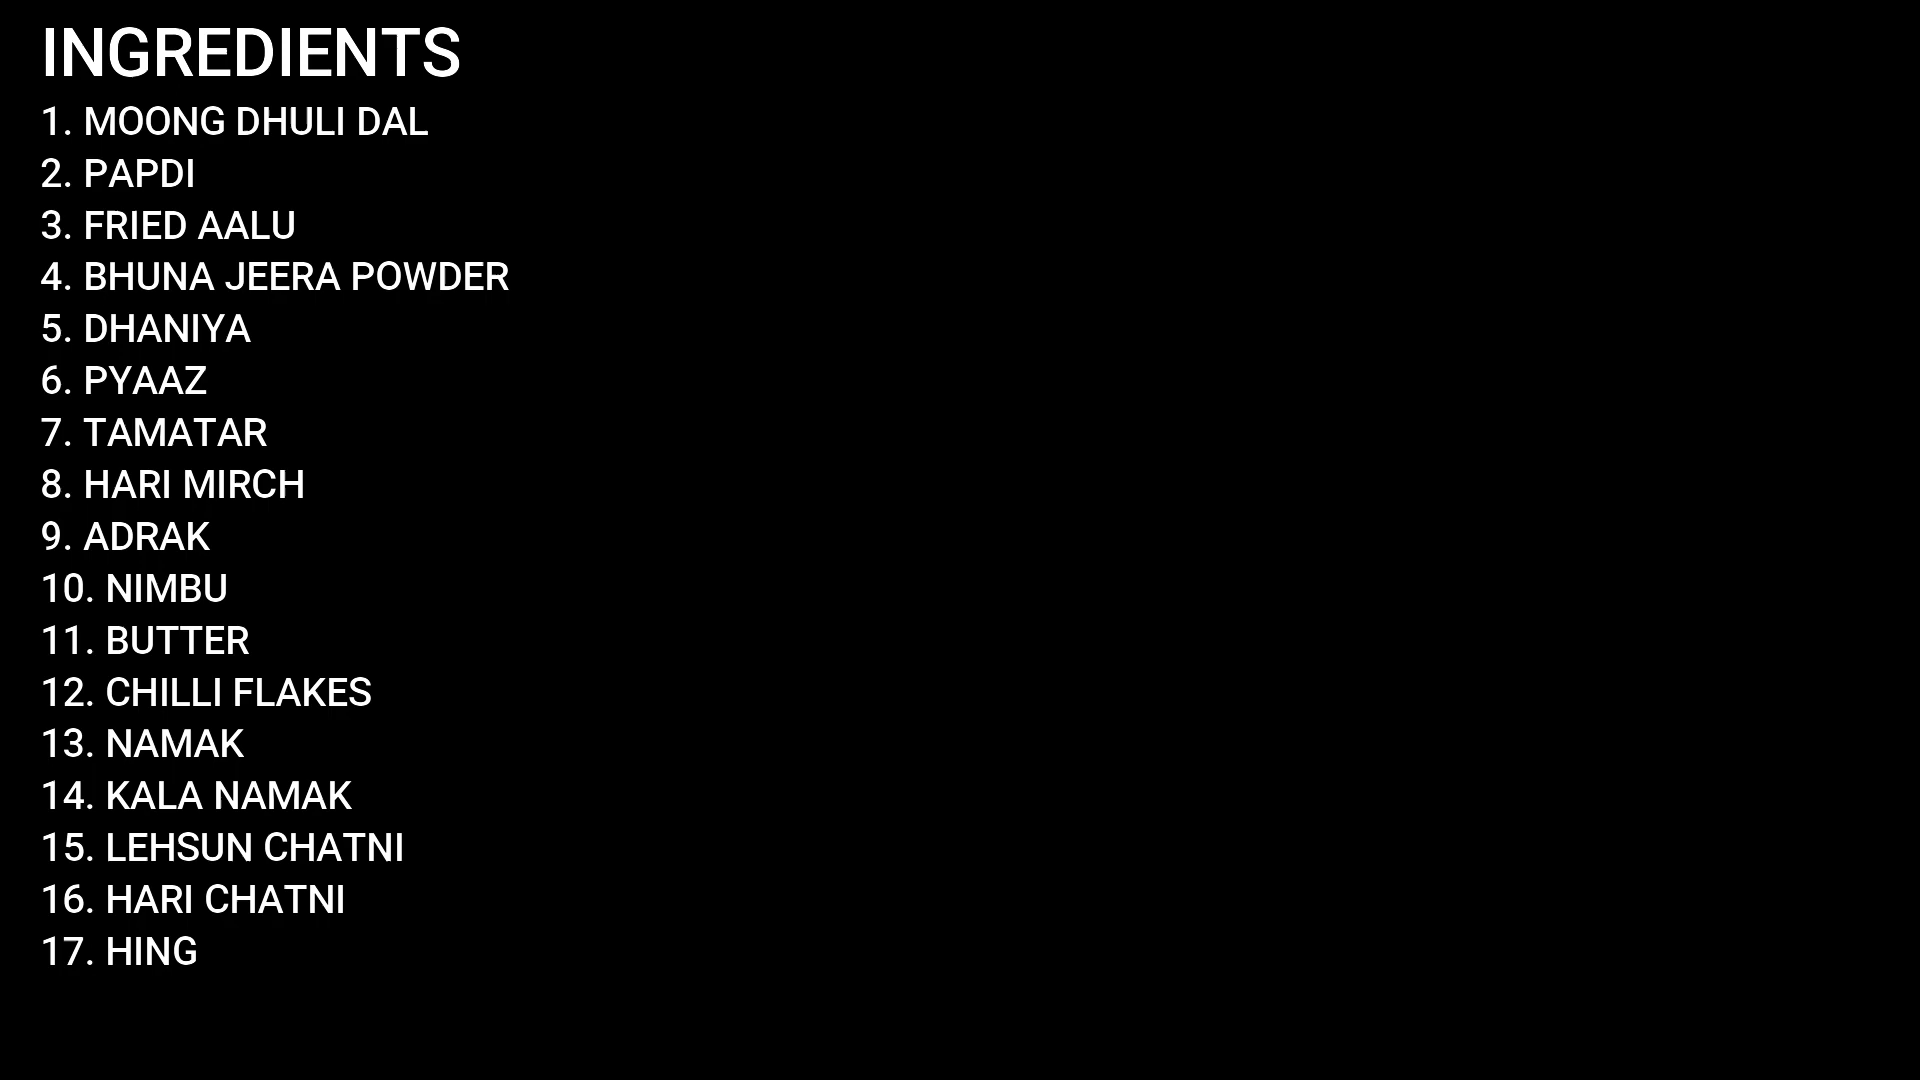 INGREDIENTS
1. MOONG DHULI DAL
2. PAPDI
3. FRIED AALU
4. BHUNA JEERA POWDER
5. DHANIYA
6. PYAAZ
7. TAMATAR
8. HARI MIRCH
9. ADRAK
10. NIMBU
11. BUTTER
12. CHILLI FLAKES
13. NAMAK
14. KALA NAMAK
15. LEHSUN CHATNI
16. HARI CHATNI
17. HING